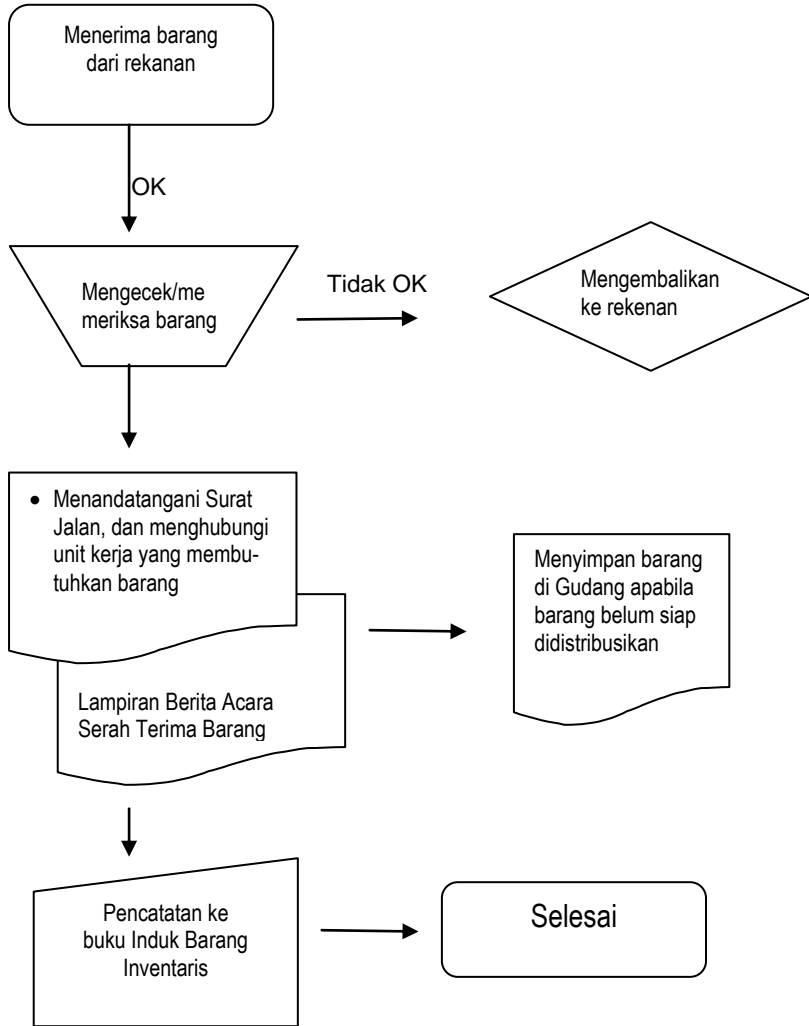 Menerima barang
dari rekanan
OK
Mengecek/me
meriksa barang
Tidak OK
Mengembalikan
ke rekenan
• Menandatangani Surat
Jalan, dan menghubungi
unit kerja yang membu-
tuhkan barang
Lampiran Berita Acara
Serah Terima Barang
Menyimpan barang
di Gudang apabila
barang belum siap
didistribusikan
Pencatatan ke
buku Induk Barang
Inventaris
Selesai